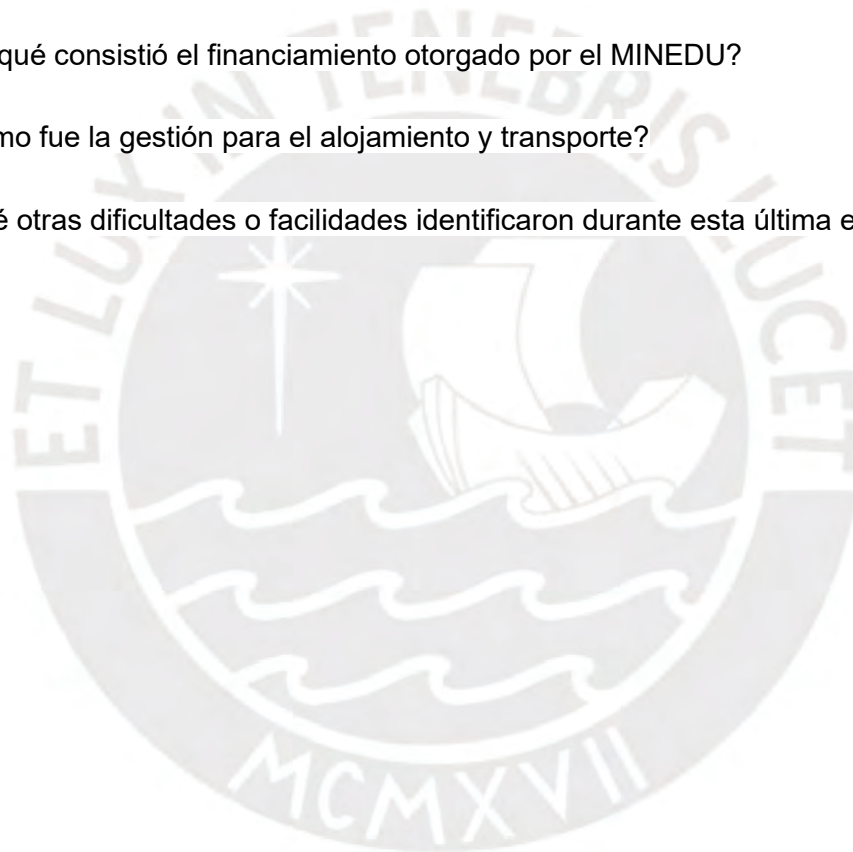 qué consistió el financiamiento otorgado por el MINEDU?
mo fue la gestión para el alojamiento y transporte?
é otras dificultades o facilidades identificaron durante esta última e
ET LUX IN TENEBRIS LUCET
MCMXVII